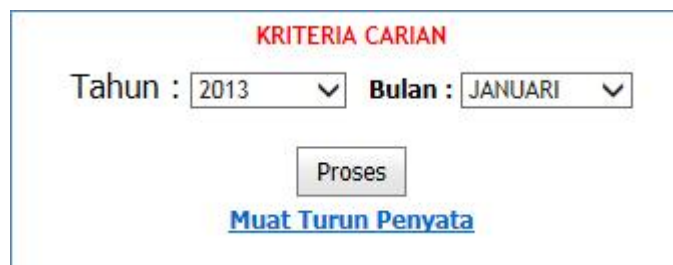 KRITERIA CARIAN
Tahun : 2013 Bulan : JANUARI
Proses
Muat Turun Penyata